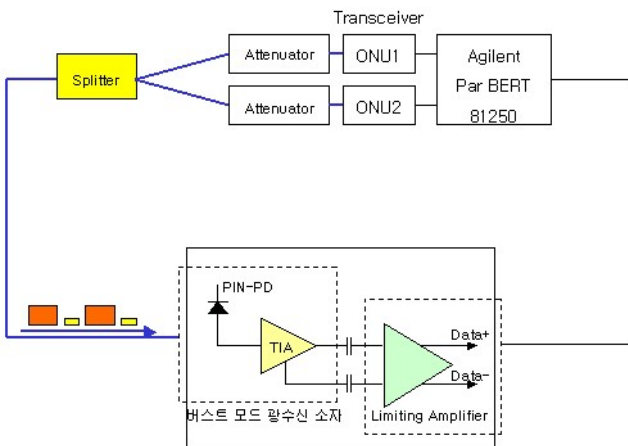 Transceiver
Splitter
Attenuator
ONU1
Attenuator
ONU2
Agilent
Par BERT
81250
PIN-PD
TIA
Data+
Data-
버스트 모드 광수신 소자
Limiting Amplifier